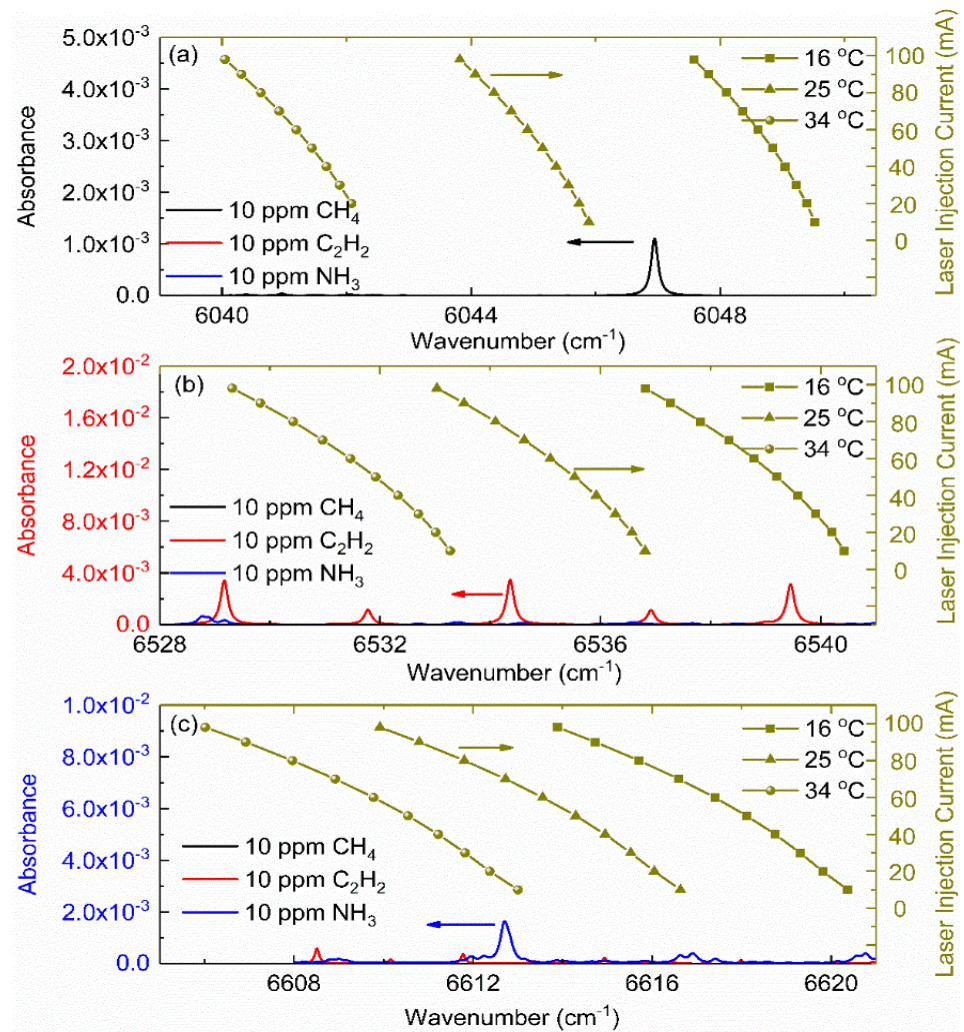 (a)
5.0x10⁻³
4.0x10⁻³
3.0x10⁻³
2.0x10⁻³
1.0x10⁻³
0.0
Absorbance
10 ppm CH₄
10 ppm C₂H₂
10 ppm NH₃
16 °C
25 °C
34 °C
100
80
60
40
20
0
Laser Injection Current (mA)
6040
6044
6046
6048
Wavenumber (cm⁻¹)
(b)
2.0x10⁻²
1.6x10⁻²
1.2x10⁻²
8.0x10⁻³
4.0x10⁻³
0.0
Absorbance
10 ppm CH₄
10 ppm C₂H₂
10 ppm NH₃
16 °C
25 °C
34 °C
100
80
60
40
20
0
Laser Injection Current (mA)
6528
6532
6536
6540
Wavenumber (cm⁻¹)
(c)
1.0x10⁻²
8.0x10⁻³
6.0x10⁻³
4.0x10⁻³
2.0x10⁻³
0.0
Absorbance
10 ppm CH₄
10 ppm C₂H₂
10 ppm NH₃
16 °C
25 °C
34 °C
100
80
60
40
20
0
Laser Injection Current (mA)
6608
6612
6616
6620
Wavenumber (cm⁻¹)